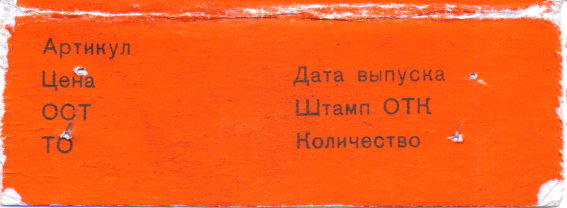 Артикул
Цена
ОСТ
ТО
Дата выпуска
Штамп ОТК
Количество